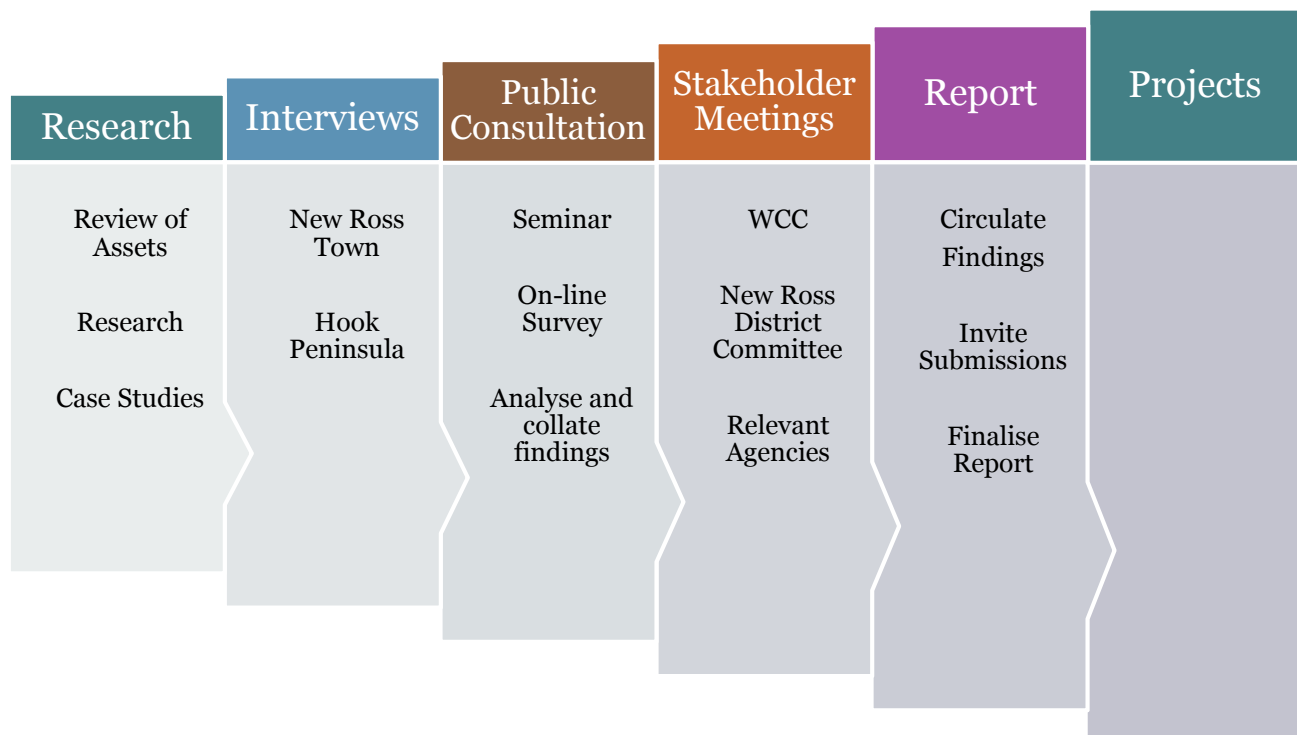 Research
Review of
Assets
Research
Case Studies
Interviews
New Ross
Town
Hook
Peninsula
Public
Consultation
Seminar
On-line
Survey
Analyse and
collate
findings
Stakeholder
Meetings
WCC
New Ross
District
Committee
Relevant
Agencies
Report
Circulate
Findings
Invite
Submissions
Finalise
Report
Projects